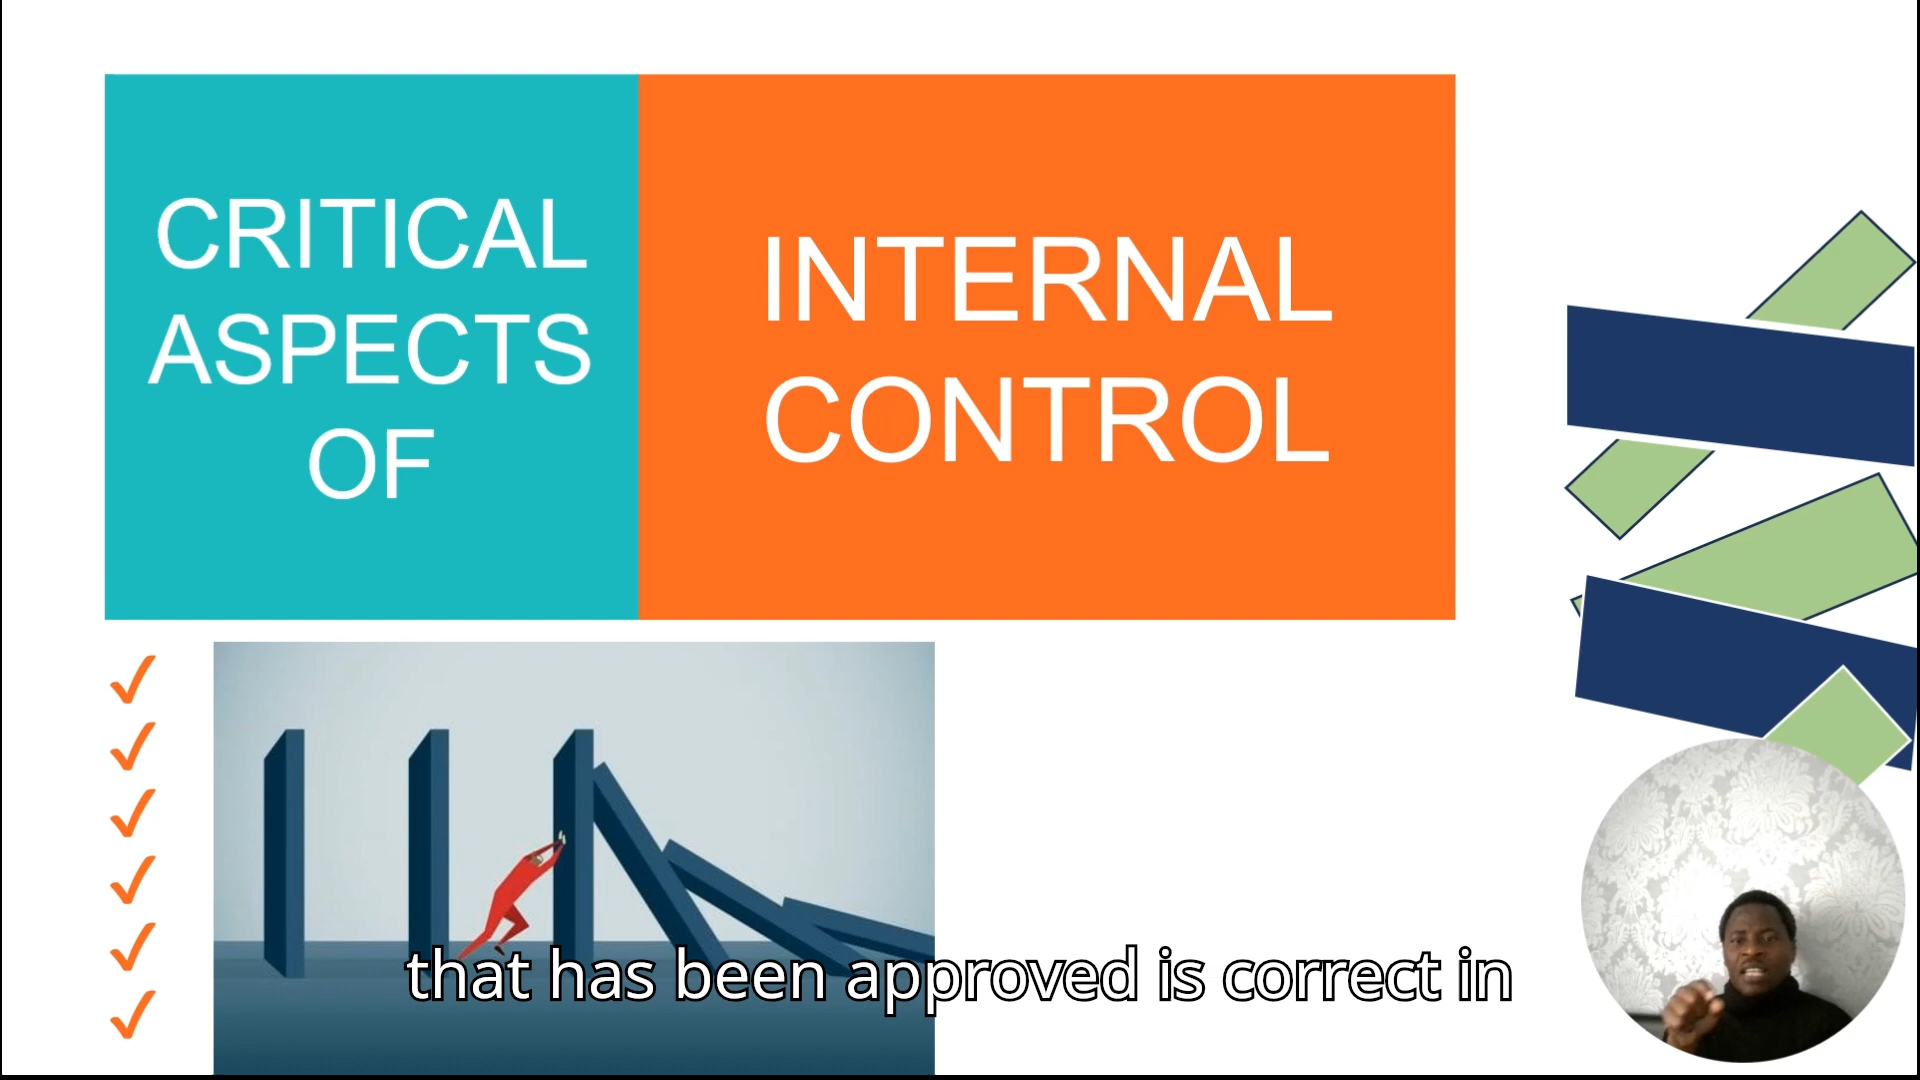 CRITICAL
ASPECTS
OF
INTERNAL
CONTROL
that has been approved is correct in